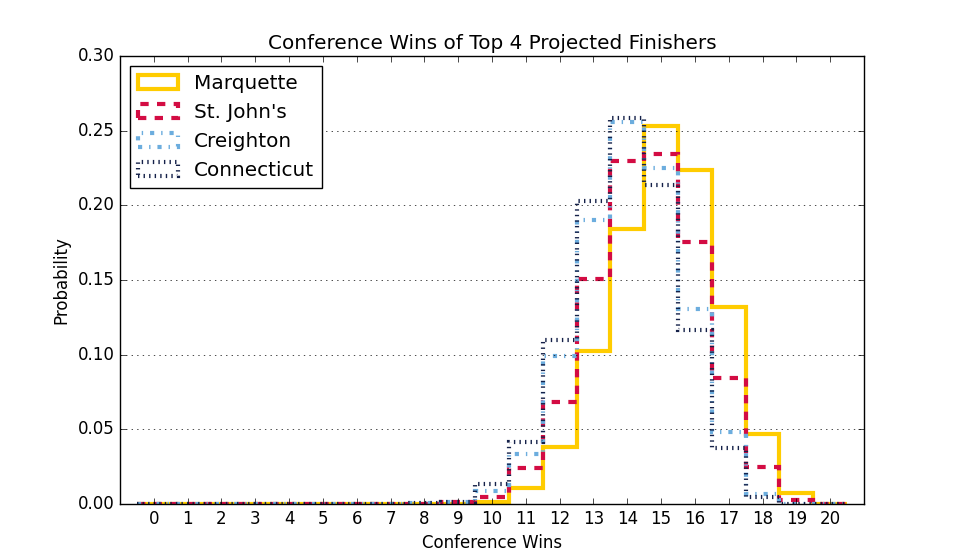 Conference Wins of Top 4 Projected Finishers
0.30
0.25
0.20
0.15
0.10
0.05
0.00
Probability
Marquette
St. John's
Creighton
Connecticut
0 1 2 3 4 5 6 7 8 9 10 11 12 13 14 15 16 17 18 19 20
Conference Wins